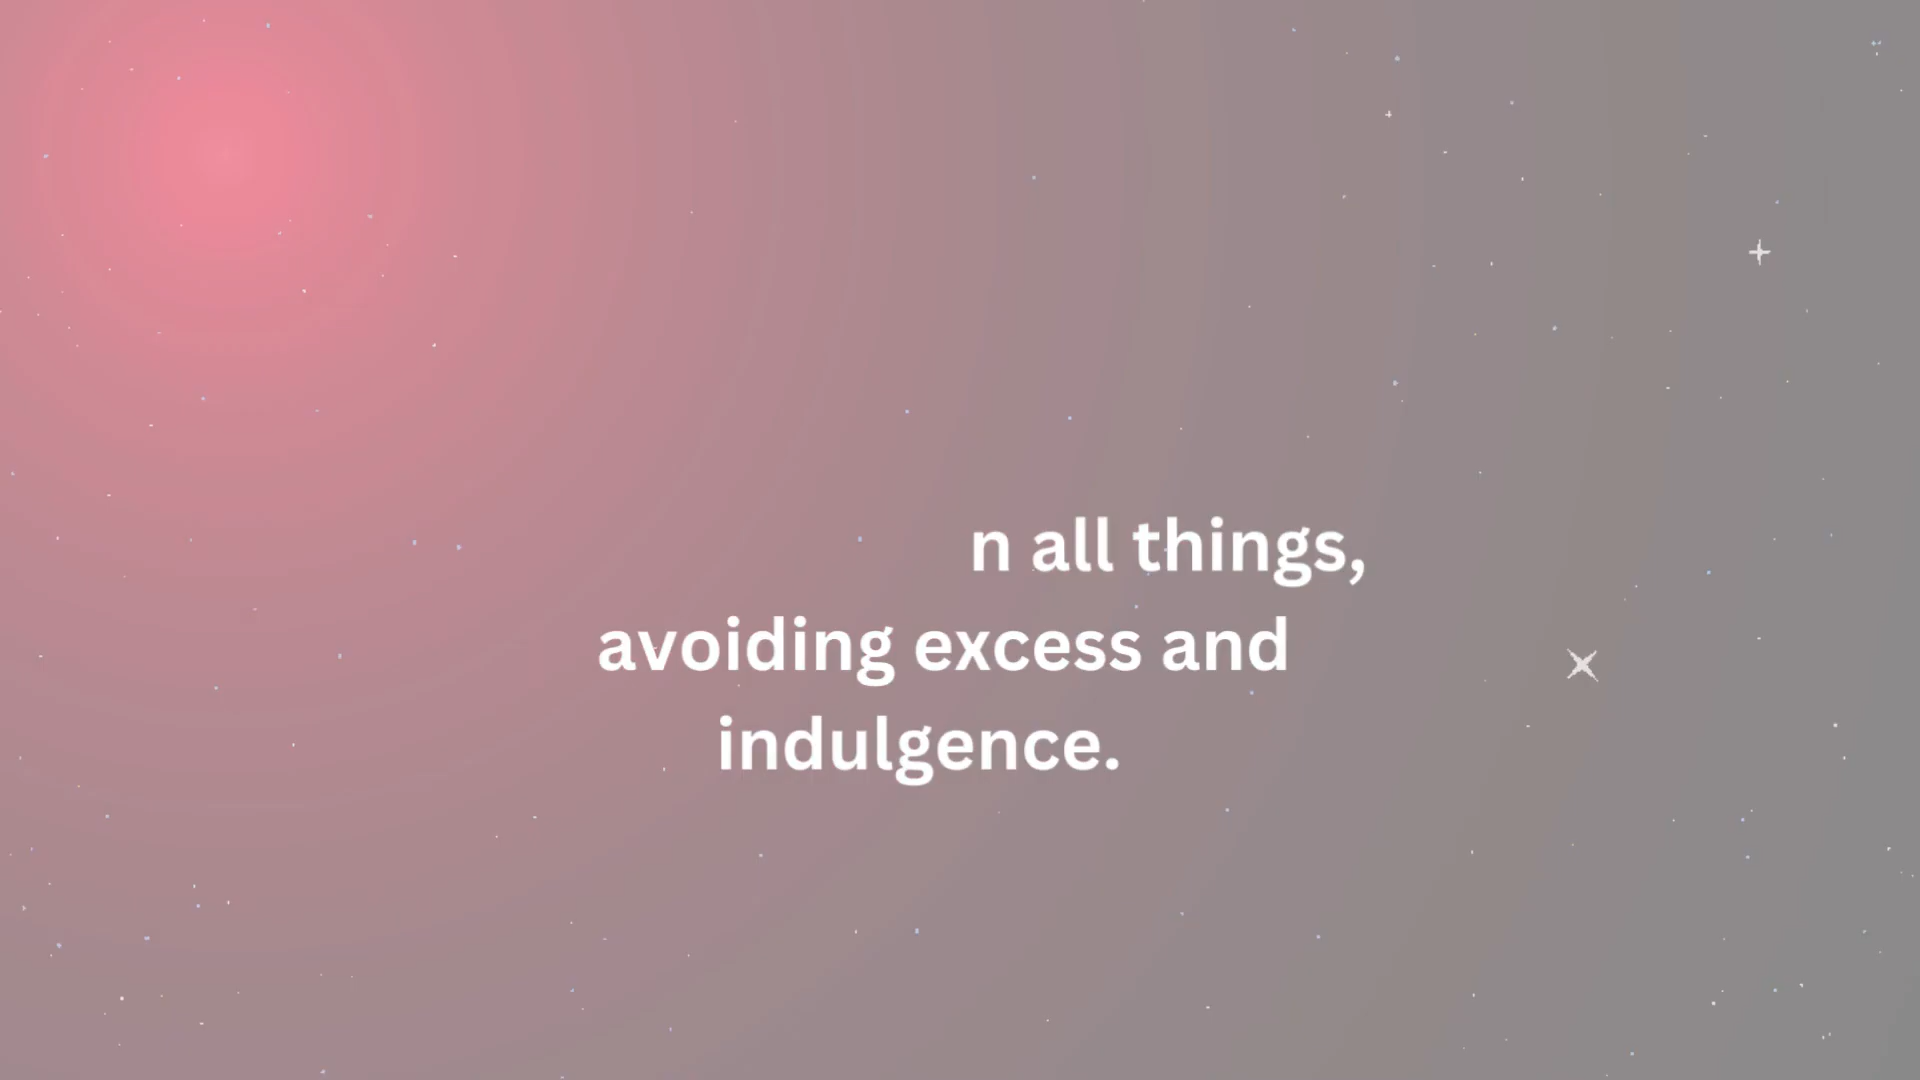 n all things,
avoiding excess and
indulgence.